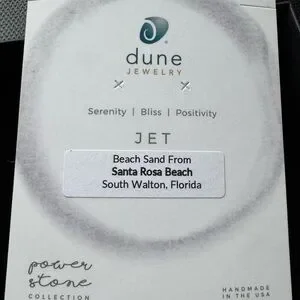 dune
JEWELRY
Serenity | Bliss | Positivity
JET
Beach Sand From
Santa Rosa Beach
South Walton, Florida
power
stone
COLLECTION
HANDMADE
IN THE USA